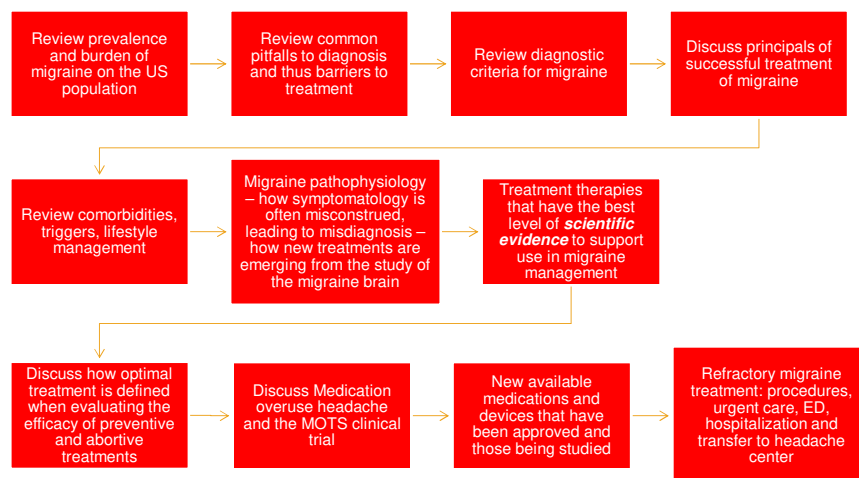 Review prevalence
and burden of
migraine on the US
population
Review common
pitfalls to diagnosis
and thus barriers to
treatment
Review diagnostic
criteria for migraine
Discuss principals of
successful treatment
of migraine
Review comorbidities,
triggers, lifestyle
management
Migraine pathophysiology
– how symptomatology is
often misconstrued,
leading to misdiagnosis –
how new treatments are
emerging from the study of
the migraine brain
Treatment therapies
that have the best
level of scientific
evidence to support
use in migraine
management
Discuss how optimal
treatment is defined
when evaluating the
efficacy of preventive
and abortive
treatments
Discuss Medication
overuse headache
and the MOTS clinical
trial
New available
medications and
devices that have
been approved and
those being studied
Refractory migraine
treatment: procedures,
urgent care, ED,
hospitalization and
transfer to headache
center